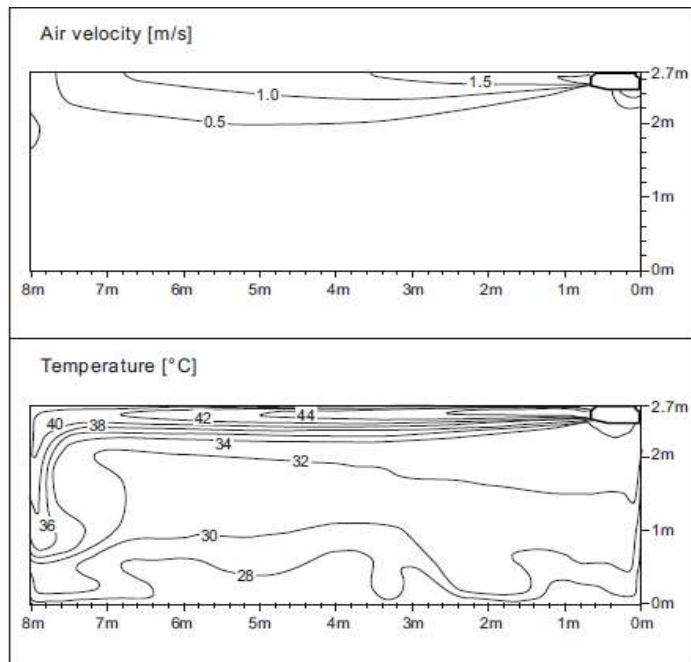 Air velocity [m/s]
2.7m
1.5
1.0
0.5
2m
1m
0m
8m 7m 6m 5m 4m 3m 2m 1m 0m
Temperature [°C]
2.7m
44
42
40 38
34
32
2m
36
30
1m
28
0m
8m 7m 6m 5m 4m 3m 2m 1m 0m